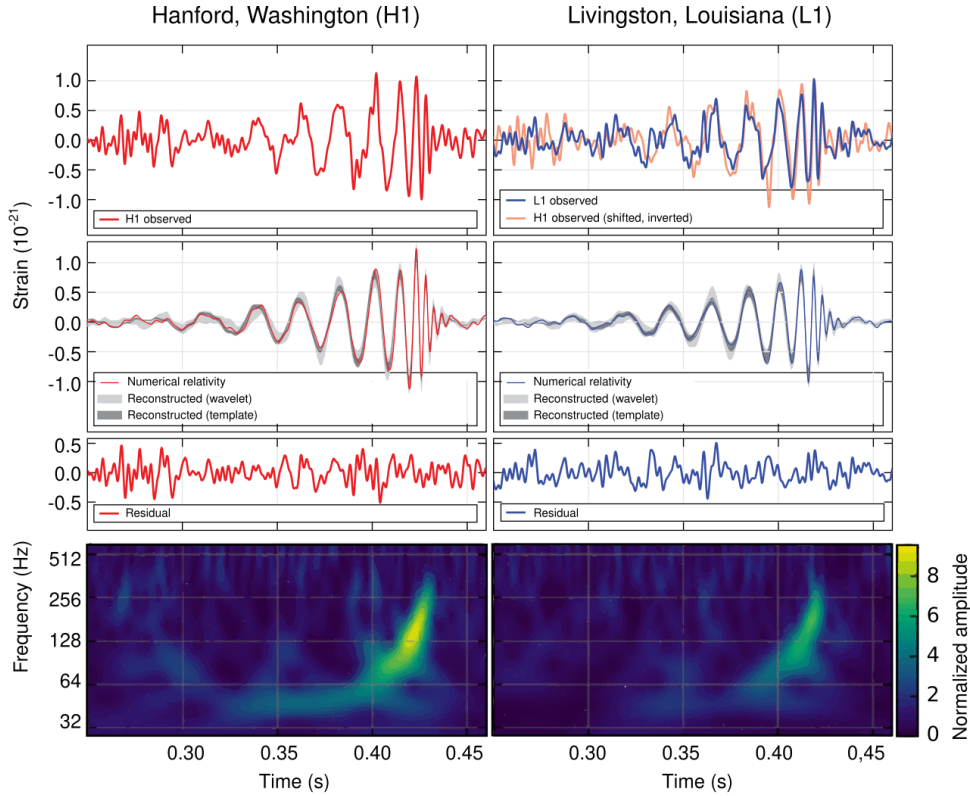 Hanford, Washington (H1)
Livingston, Louisiana (L1)
Strain (10⁻²¹)
1.0
0.5
0.0
-0.5
-1.0
H1 observed
L1 observed
H1 observed (shifted, inverted)
1.0
0.5
0.0
-0.5
-1.0
Numerical relativity
Reconstructed (wavelet)
Reconstructed (template)
Numerical relativity
Reconstructed (wavelet)
Reconstructed (template)
0.5
0.0
-0.5
Residual
Residual
Frequency (Hz)
512
256
128
64
32
Normalized amplitude
8
6
4
2
0
0.30
0.35
0.40
0.45
0.30
0.35
0.40
0,45
Time (s)
Time (s)